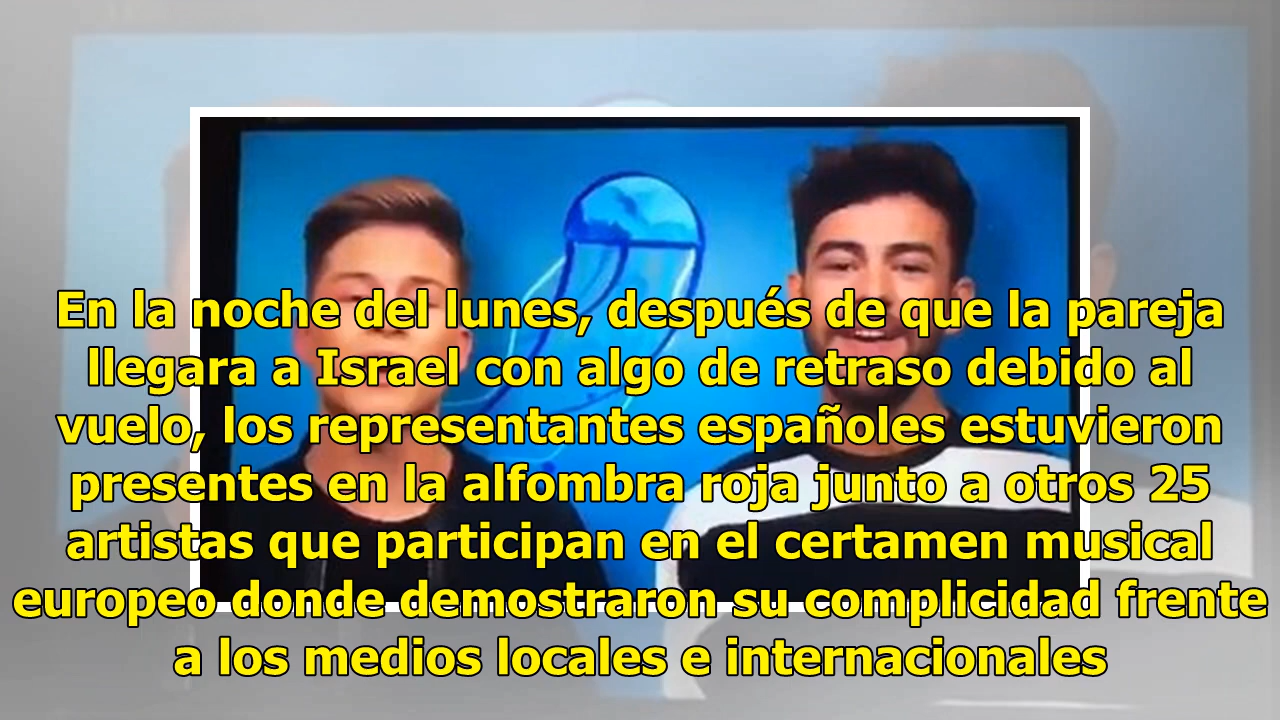 En la noche del lunes, después de que la pareja
llegara a Israel con algo de retraso debido al
vuelo, los representantes españoles estuvieron
presentes en la alfombra roja junto a otros 25
artistas que participan en el certamen musical
europeo donde demostraron su complicidad frente
a los medios locales e internacionales